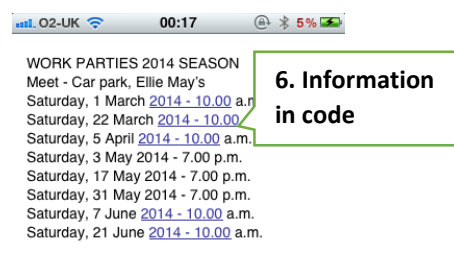 O2-UK 00:17 5%
WORK PARTIES 2014 SEASON
Meet - Car park, Ellie May's
Saturday, 1 March 2014 - 10.00 a.m
Saturday, 22 March 2014 - 10.00
Saturday, 5 April 2014 - 10.00 a.m.
Saturday, 3 May 2014 - 7.00 p.m.
Saturday, 17 May 2014 - 7.00 p.m.
Saturday, 31 May 2014 - 7.00 p.m.
Saturday, 7 June 2014 - 10.00 a.m.
Saturday, 21 June 2014 - 10.00 a.m.
6. Information
in code